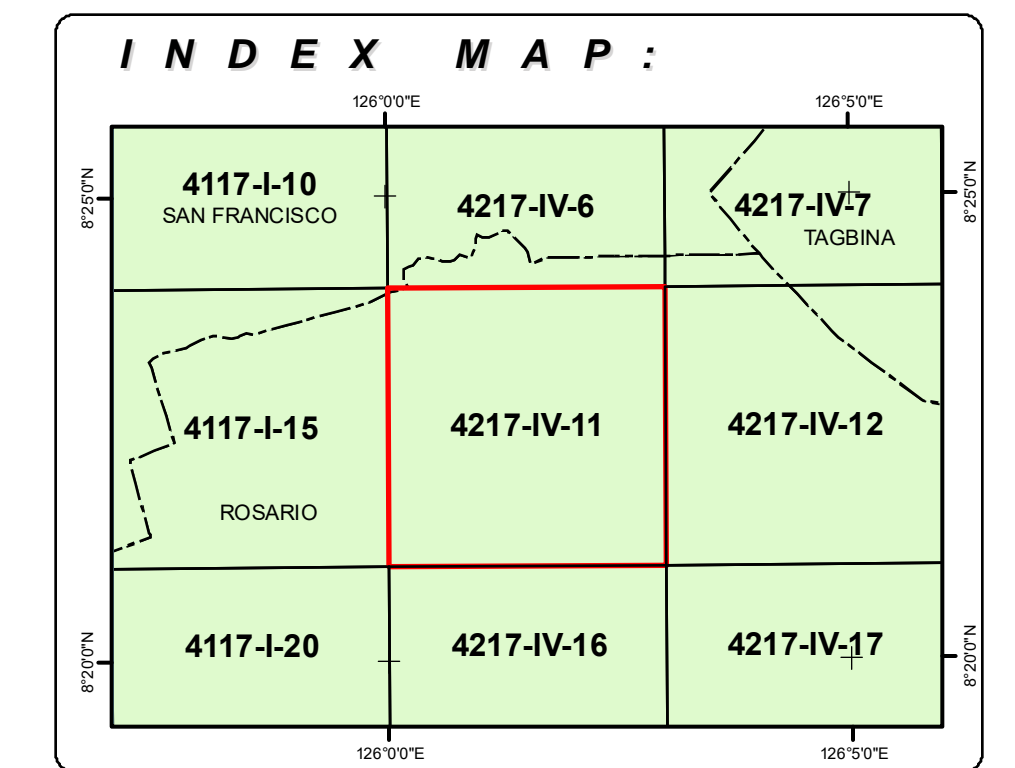 INDEX MAP:
126°0'0"E
126°5'0"E
8°25'0"N
8°25'0"N
4117-I-10
SAN FRANCISCO
4217-IV-6
4217-IV-7
TAGBINA
4117-I-15
4217-IV-11
4217-IV-12
ROSARIO
4117-I-20
4217-IV-16
4217-IV-17
8°20'0"N
8°20'0"N
126°0'0"E
126°5'0"E